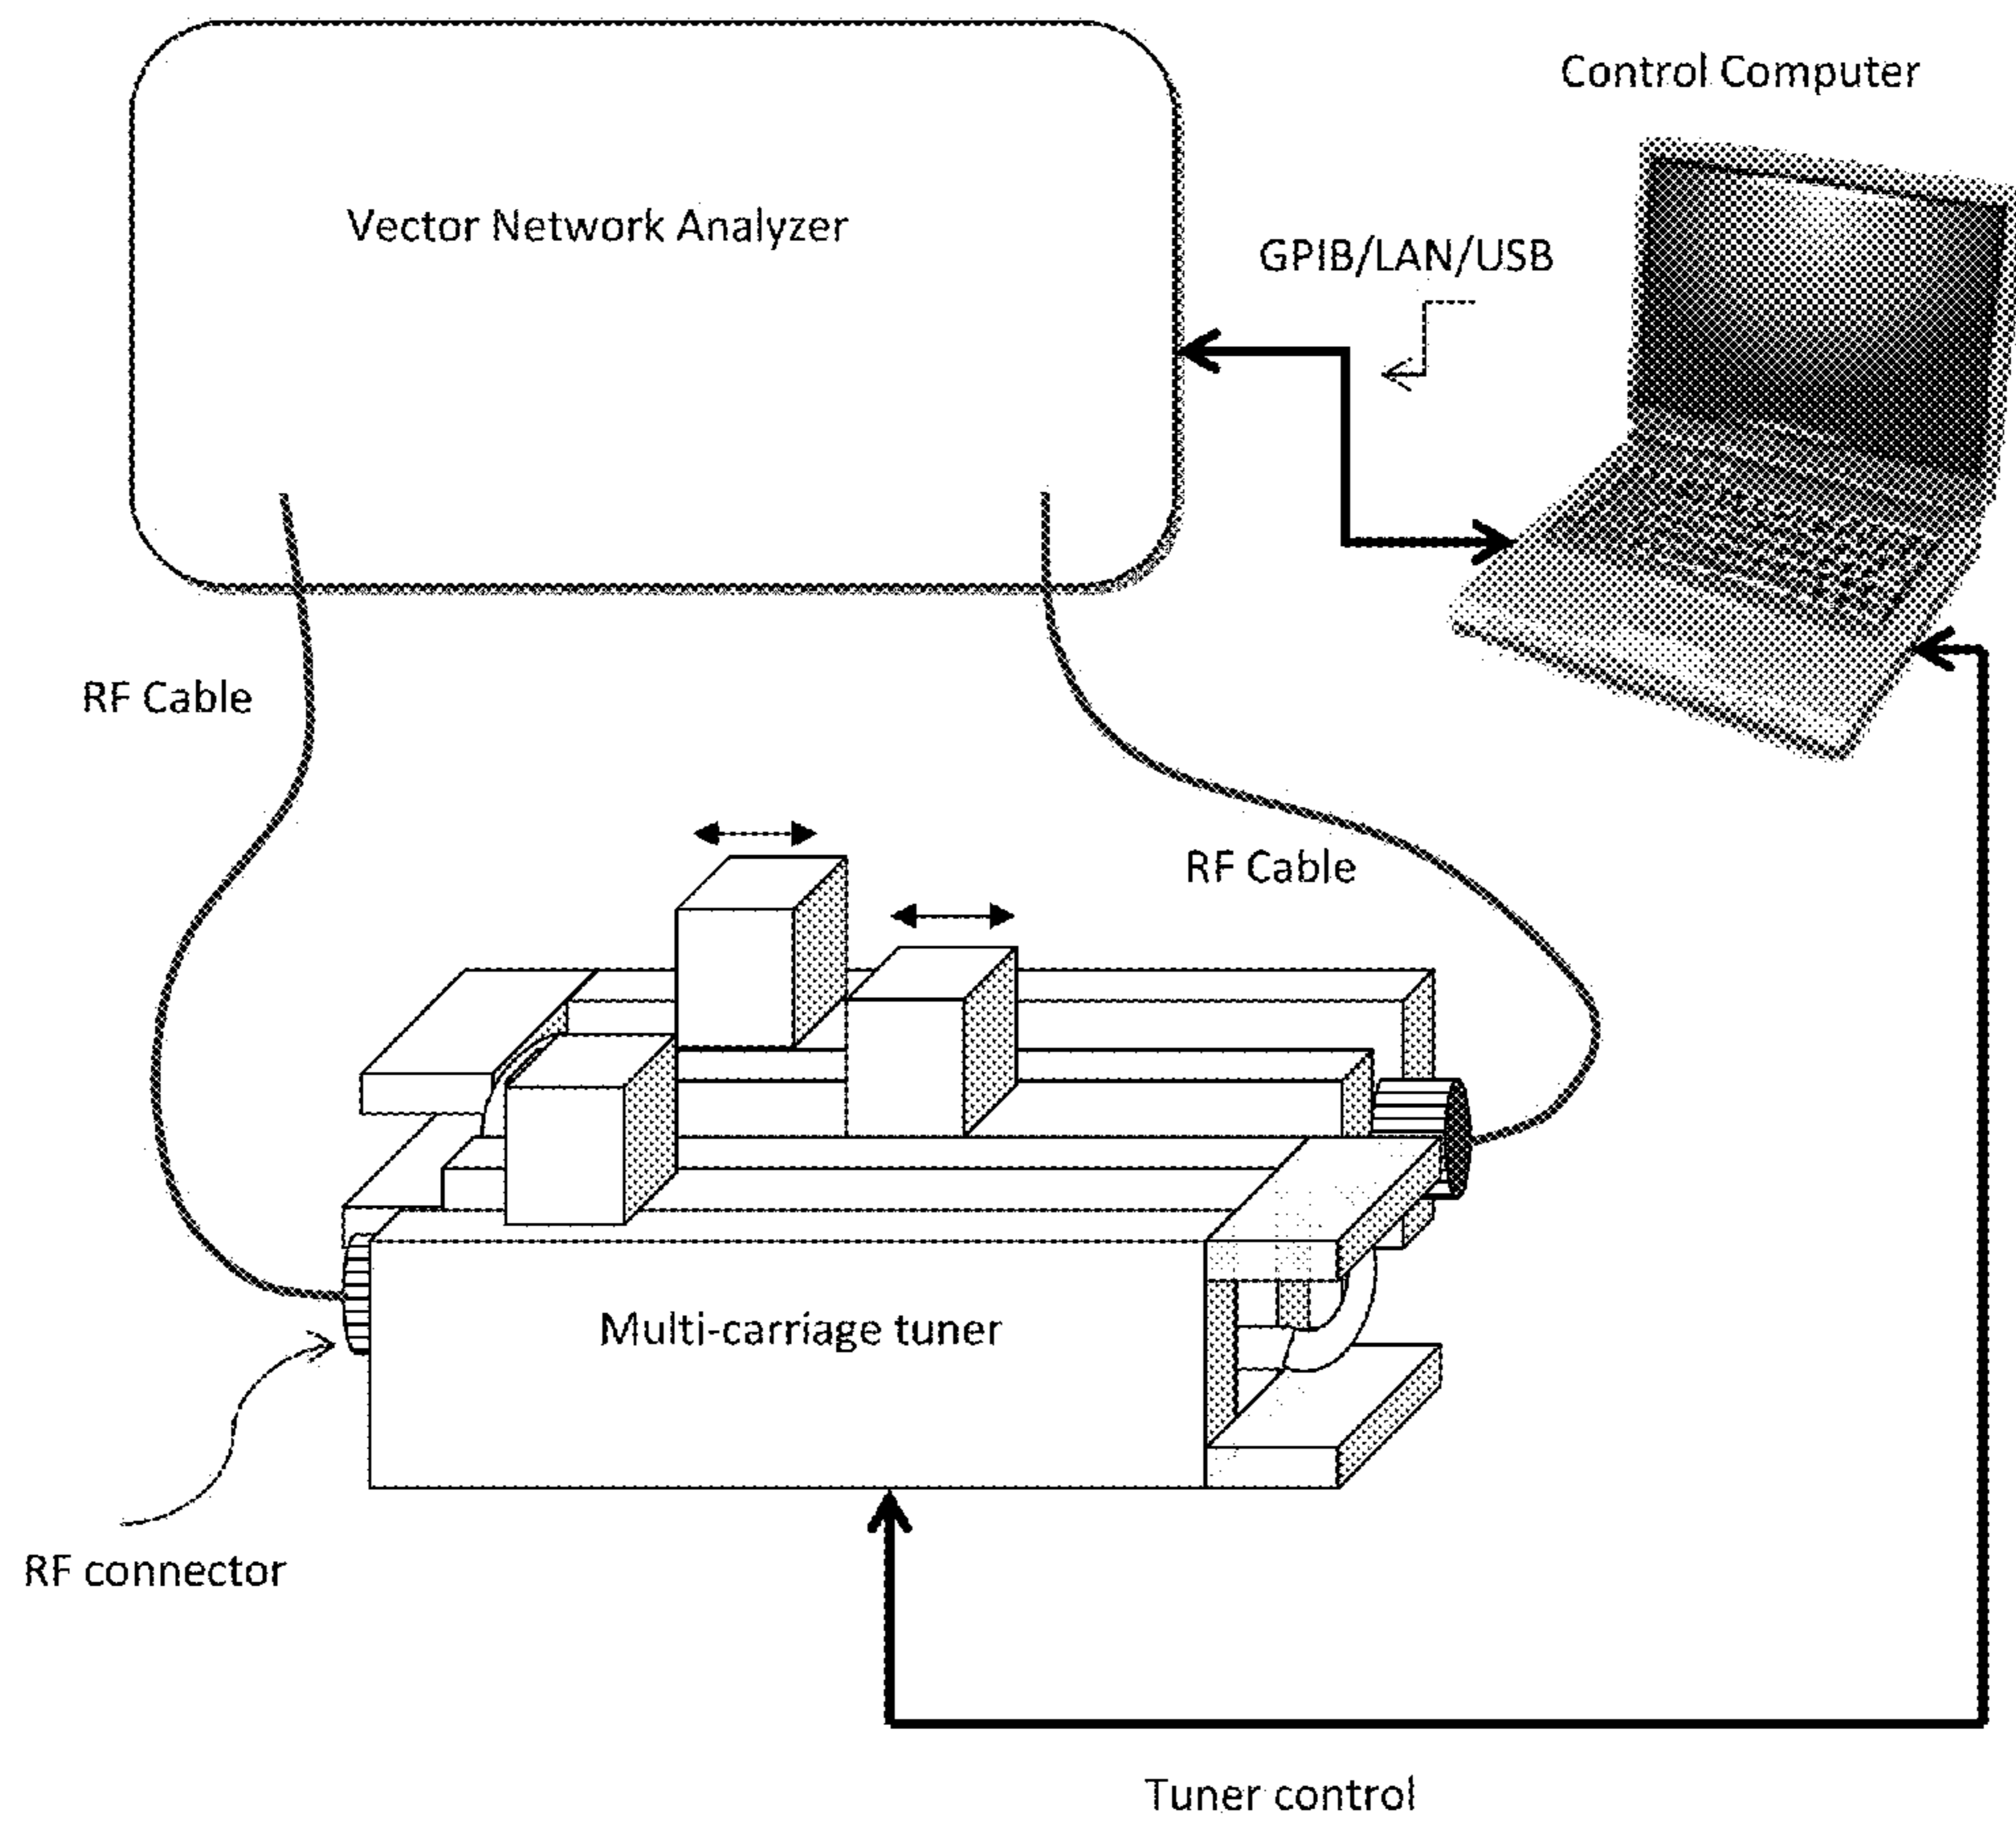 Control Computer
Vector Network Analyzer
GPIB/LAN/USB
RF Cable
RF Cable
Multi-carriage tuner
RF connector
Tuner control